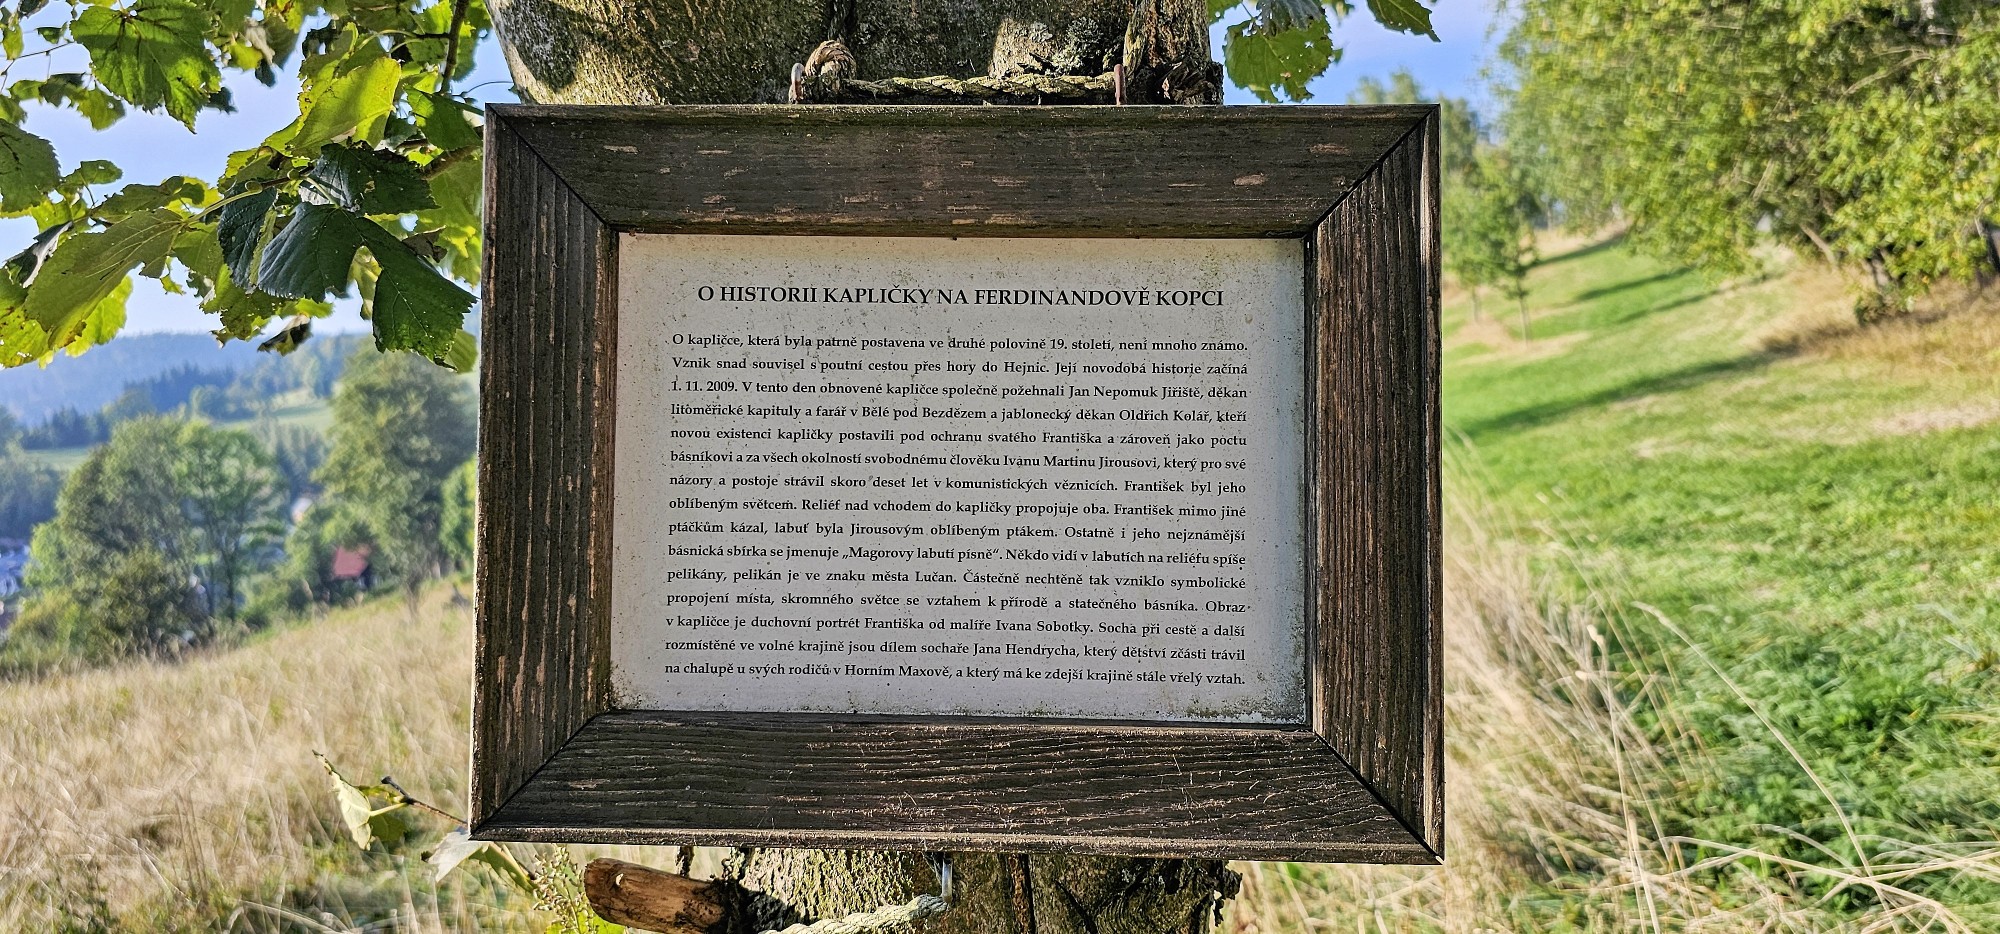 O HISTORII KAPLIČKY NA FERDINANDOVĚ KOPCI
O kapličce, která byla patrně postavena ve druhé polovině 19. století, není mnoho známo.
Vznik snad souvisel s poutní cestou přes hory do Hejnic. Její novodobá historie začíná
1. 11. 2009. V tento den obnovené kapličce společně požehnali Jan Nepomuk Jiřiště, děkan
litoměřické kapituly a farář v Bělé pod Bezdězem a jablonecký děkan Oldřich Kolář, kteří
novou existenci kapličky postavili pod ochranu svatého Františka a zároveň jako poctu
básníkovi a za všech okolností svobodnému člověku Ivanu Martinu Jirousovi, který pro své
názory a postoje strávil skoro deset let v komunistických věznicích. František byl jeho
oblíbeným světcem. Reliéf nad vchodem do kapličky propojuje oba. František mimo jiné
ptáčkům kázal, labuť byla Jirousovým oblíbeným ptákem. Ostatně i jeho nejznámější
básnická sbírka se jmenuje „Magorovy labutí písně“. Někdo vidí v labutích na reliéfu spíše
pelikány, pelikán je ve znaku města Lučan. Částečně nechtěně tak vzniklo symbolické
propojení místa, skromného světce se vztahem k přírodě a statečného básníka. Obraz
v kapličce je duchovní portrét Františka od malíře Ivana Sobotky. Socha při cestě a další
rozmístěné ve volné krajině jsou dílem sochaře Jana Hendrycha, který dětství zčásti trávil
na chalupě u svých rodičů v Horním Maxově, a který má ke zdejší krajině stále vřelý vztah.